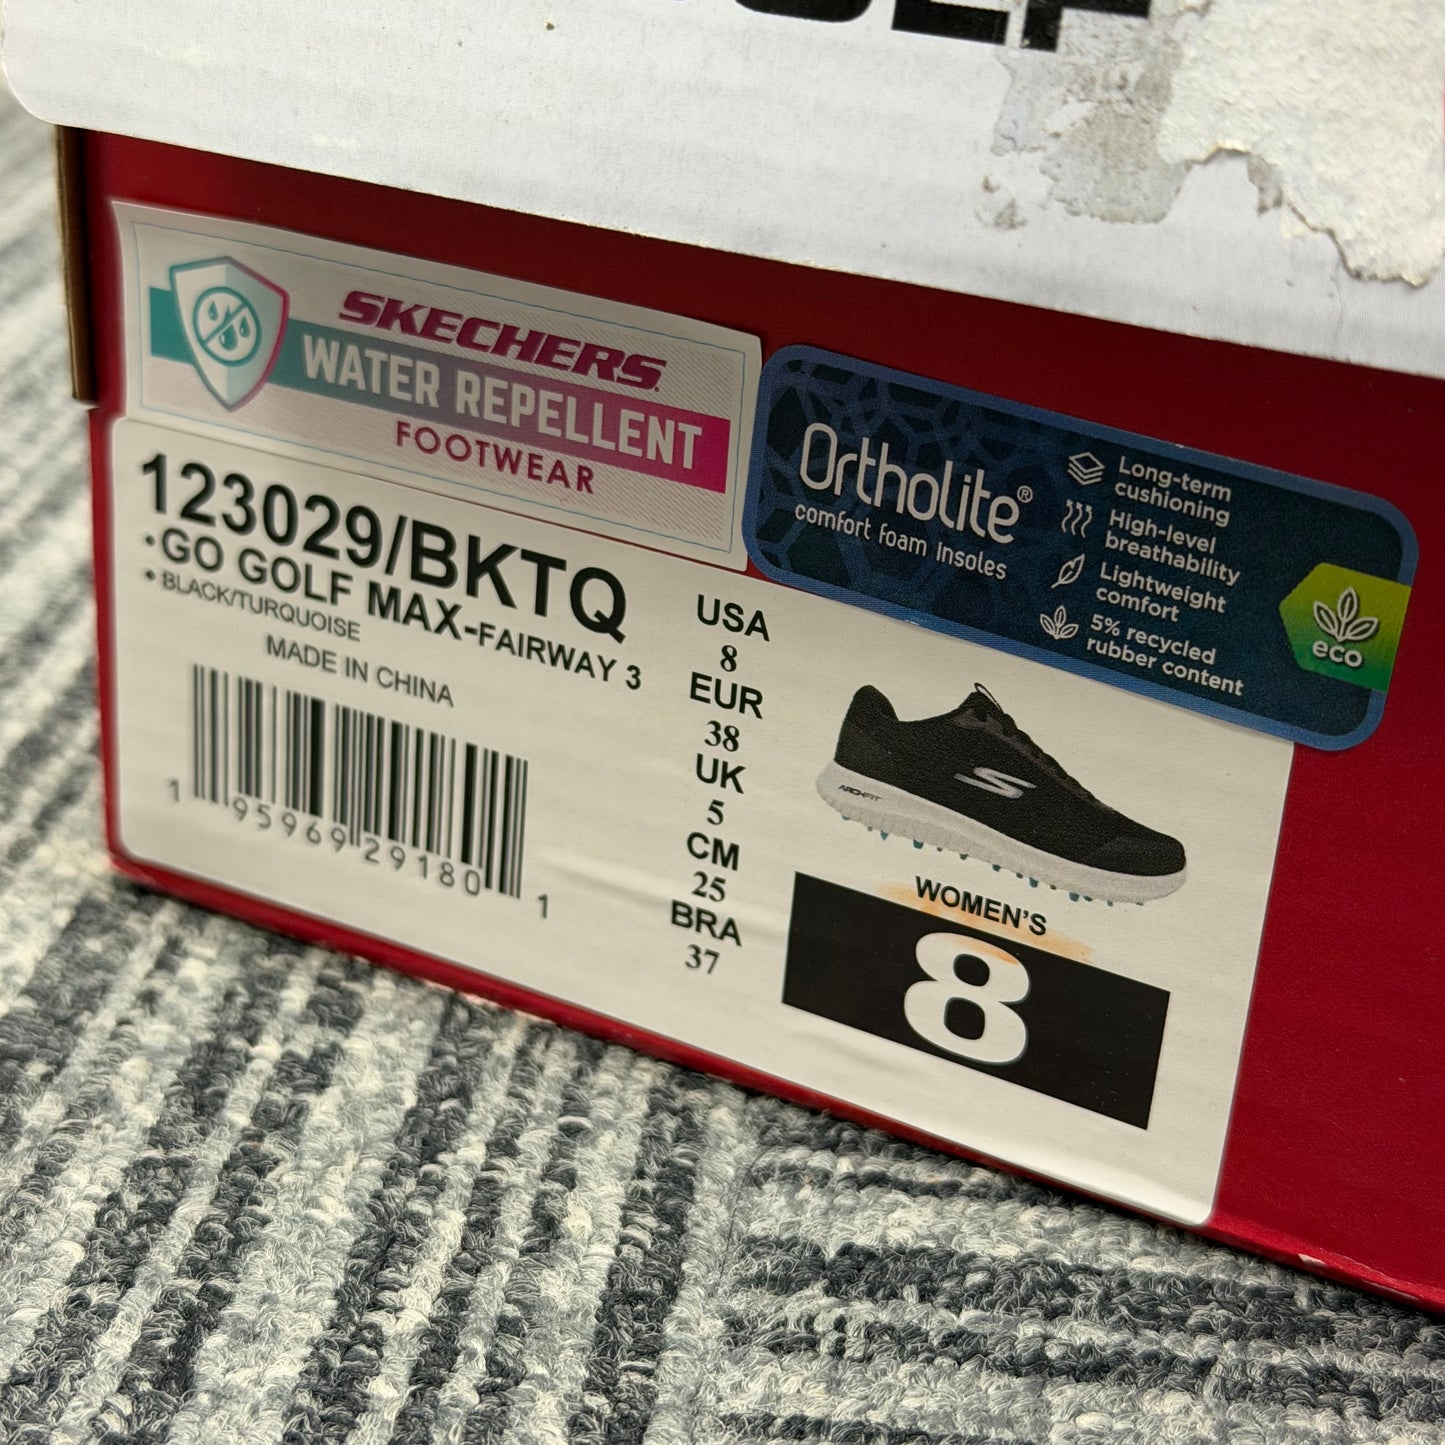 GOLF
SKECHERS
WATER REPELLENT
FOOTWEAR
Ortholite®
comfort foam insoles
Long-term
cushioning
High-level
breathability
Lightweight
comfort
5% recycled
rubber content
eco
123029/BKTQ
•GO GOLF MAX-FAIRWAY 3
•BLACK/TURQUOISE
MADE IN CHINA
1 95969 29180 1
USA
8
EUR
38
UK
5
CM
25
BRA
37
ARCHFIT
WOMEN'S
8